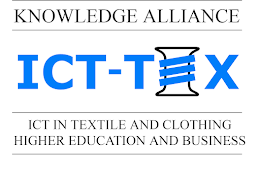 KNOWLEDGE ALLIANCE
ICT-TEX
ICT IN TEXTILE AND CLOTHING
HIGHER EDUCATION AND BUSINESS